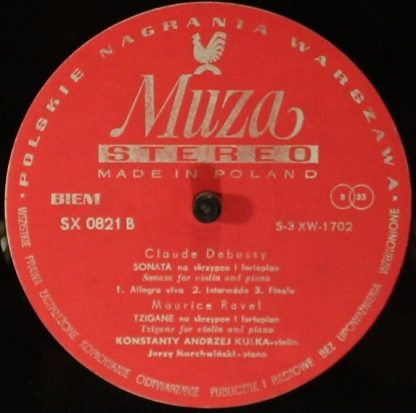 POLSKIE NAGRANIA WARSZAWA
Muza
STEREO
MADE IN POLAND
BIEM
S 33
SX 0821 B
S-3 XW-1702
Claude Debussy
SONATA na skrzypce i fortepian
Sonata for violin and piano
1. Allegro vivo 2. Intermède 3. Finale
Maurice Ravel
TZIGANE na skrzypce i fortepian
Tzigane for violin and piano
KONSTANTY ANDRZEJ KULKA-violin
Jerzy Marchwiński-piano
WSZELKIE PRAWA ZASTRZEŻONE KOPIOWANIE ODTWARZANIE PUBLICZNE I RADIOWE BEZ UPOWAŻNIENIA WZBRONIONE